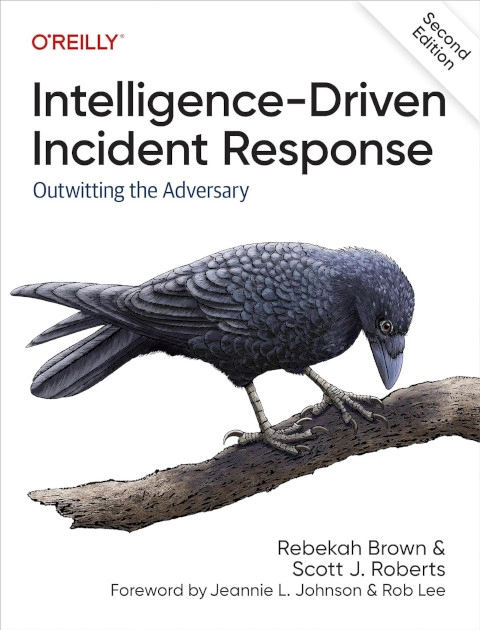 O'REILLY®
Second
Edition
Intelligence-Driven
Incident Response
Outwitting the Adversary
Rebekah Brown &
Scott J. Roberts
Foreword by Jeannie L. Johnson & Rob Lee